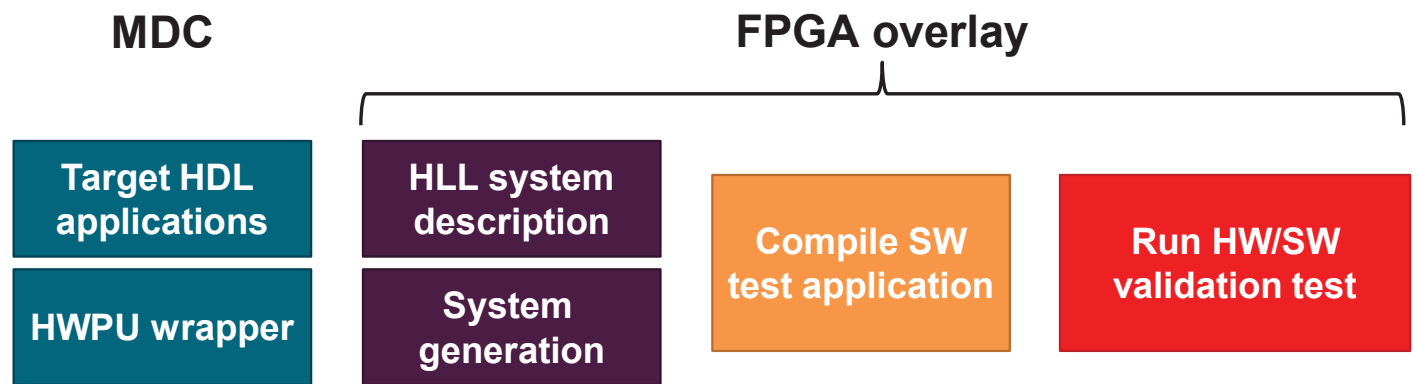 MDC
FPGA overlay
Target HDL
applications
HWPU wrapper
HLL system
description
System
generation
Compile SW
test application
Run HW/SW
validation test